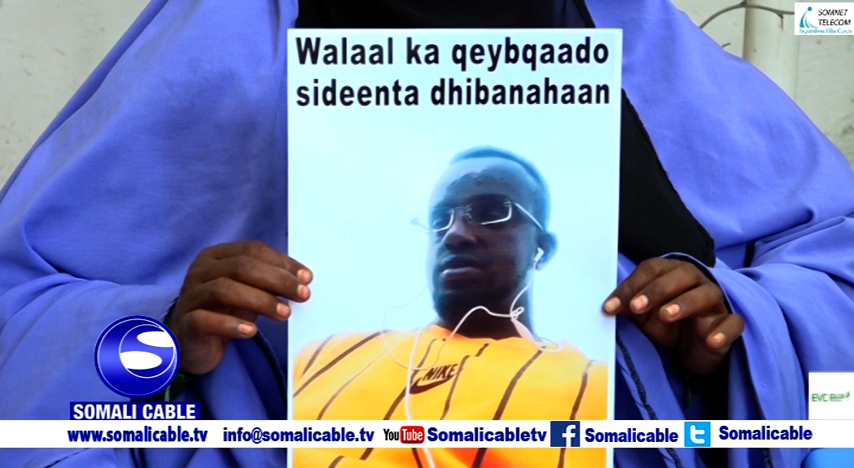 SOMNET
TELECOM
Walaal ka qeybqaado
sideenta dhibanahaan
NIKE
S
SOMALI CABLE
EVC
www.somalicable.tv info@somalicable.tv YouTube Somalicabletv f Somalicable t Somalicable